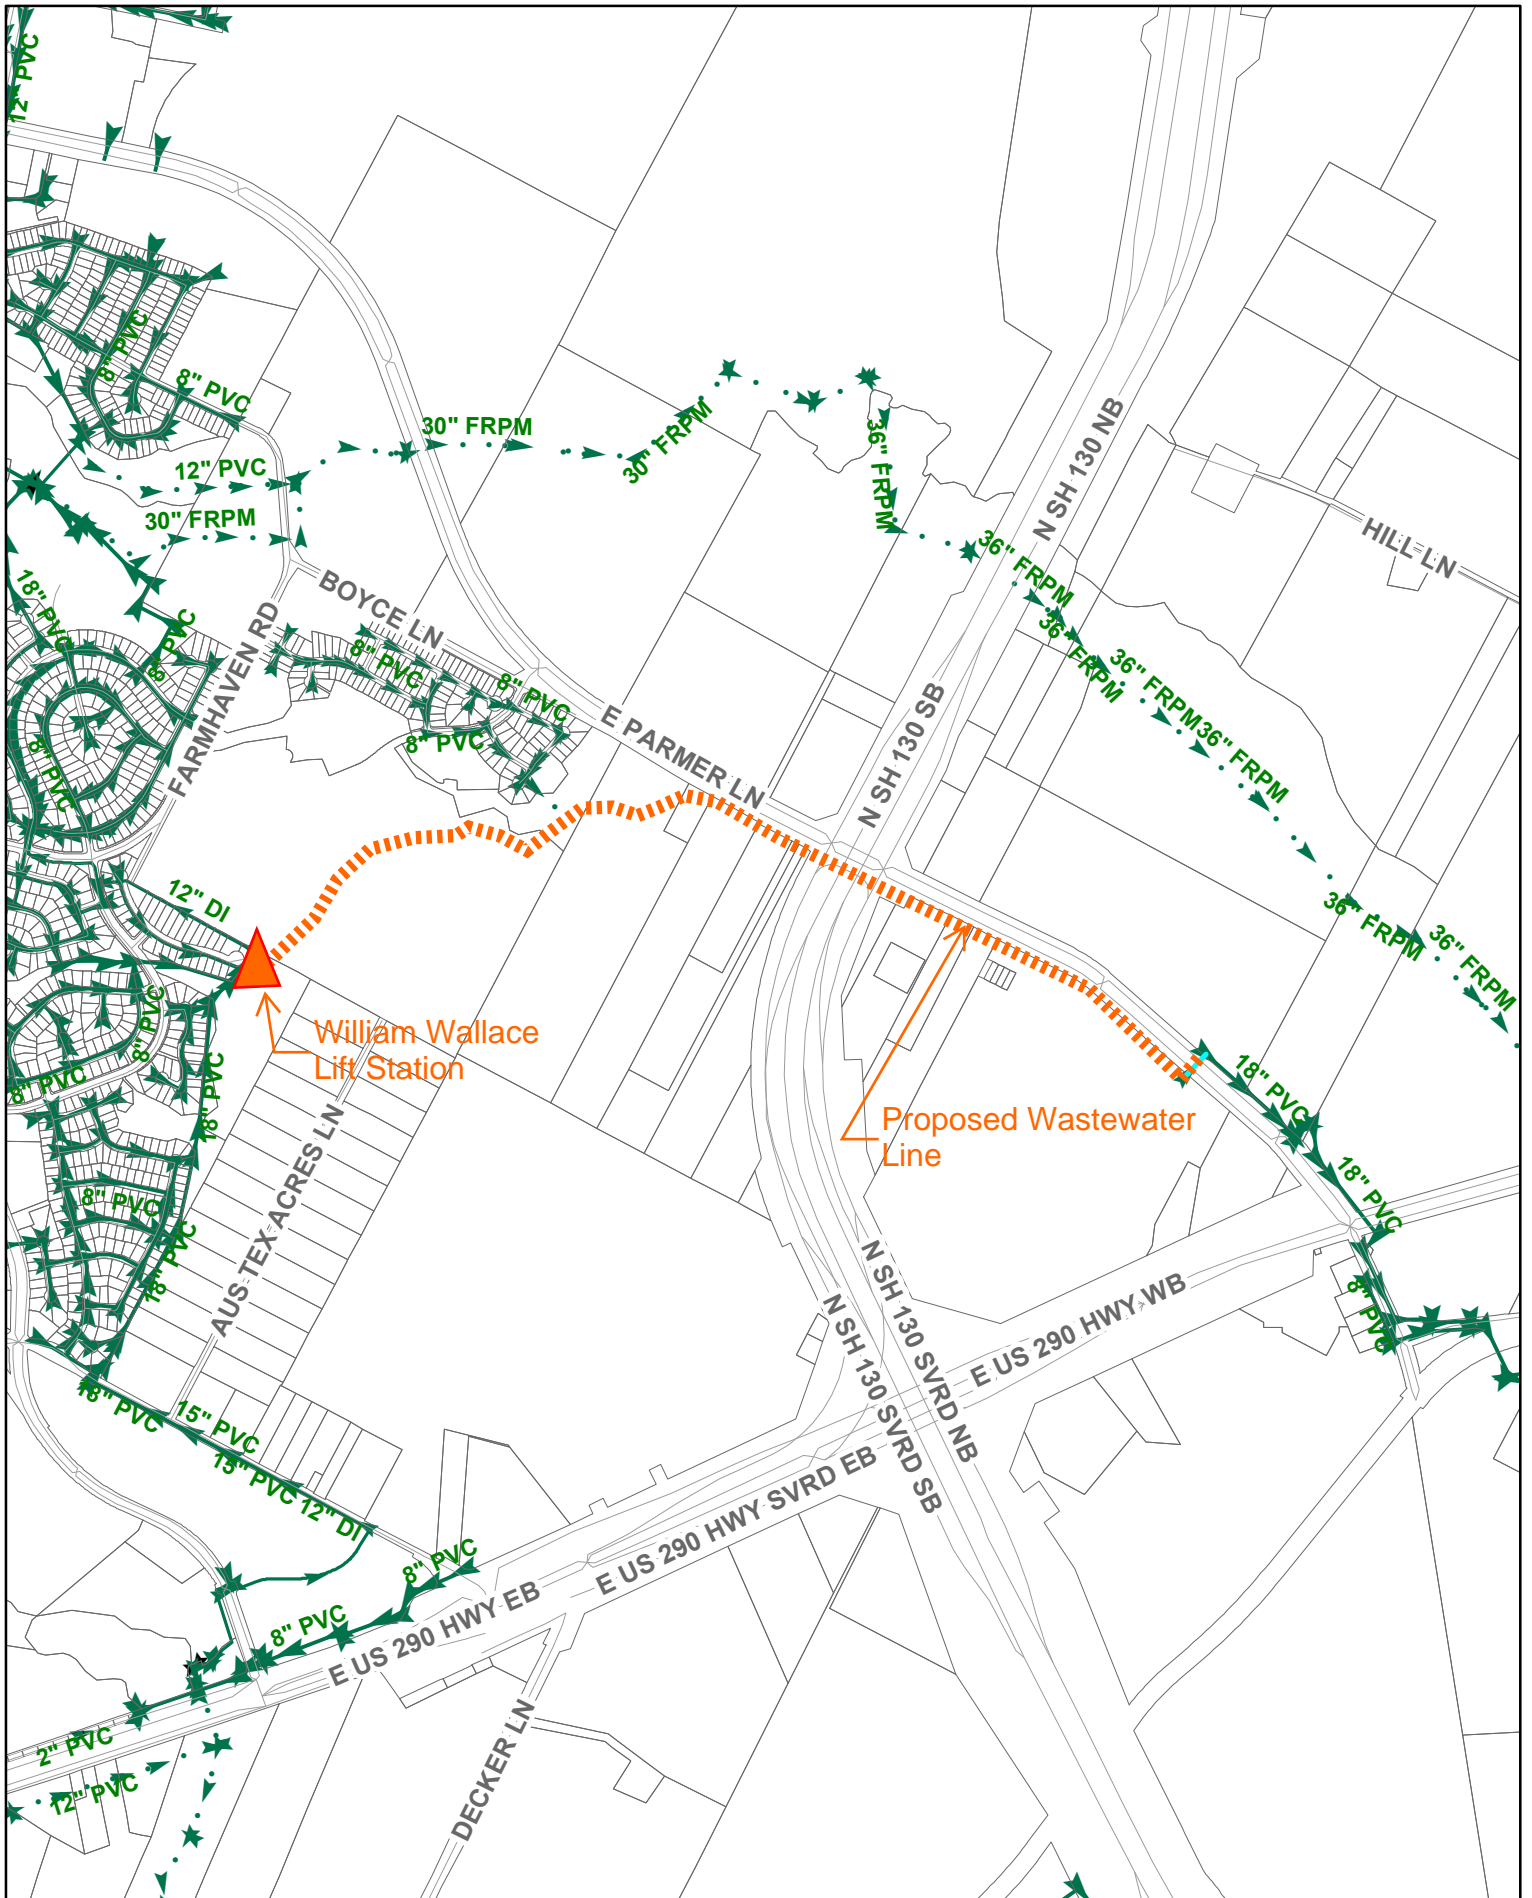 12" PVC
8" PVC
8" PVC
30" FRPM
30" FRPM
36" FRPM
12" PVC
30" FRPM
N SH 130 NB
HILL LN
36" FRPM
36" FRPM
18" PVC
8" PVC
BOYCE LN
FARMHAVEN RD
8" PVC
8" PVC
8" PVC
8" PVC
36" FRPM
36" FRPM
E PARMER LN
N SH 130 SB
12" DI
36" FRPM
36" FRPM
8" PVC
William Wallace
Lift Station
8" PVC
18" PVC
18" PVC
Proposed Wastewater
Line
AUS TEX ACRES LN
8" PVC
18" PVC
18" PVC
8" PVC
N SH 130 SVRD NB
N SH 130 SVRD SB
E US 290 HWY WB
18" PVC
15" PVC
15" PVC
12" DI
E US 290 HWY SVRD EB
8" PVC
8" PVC
E US 290 HWY EB
DECKER LN
2" PVC
12" PVC